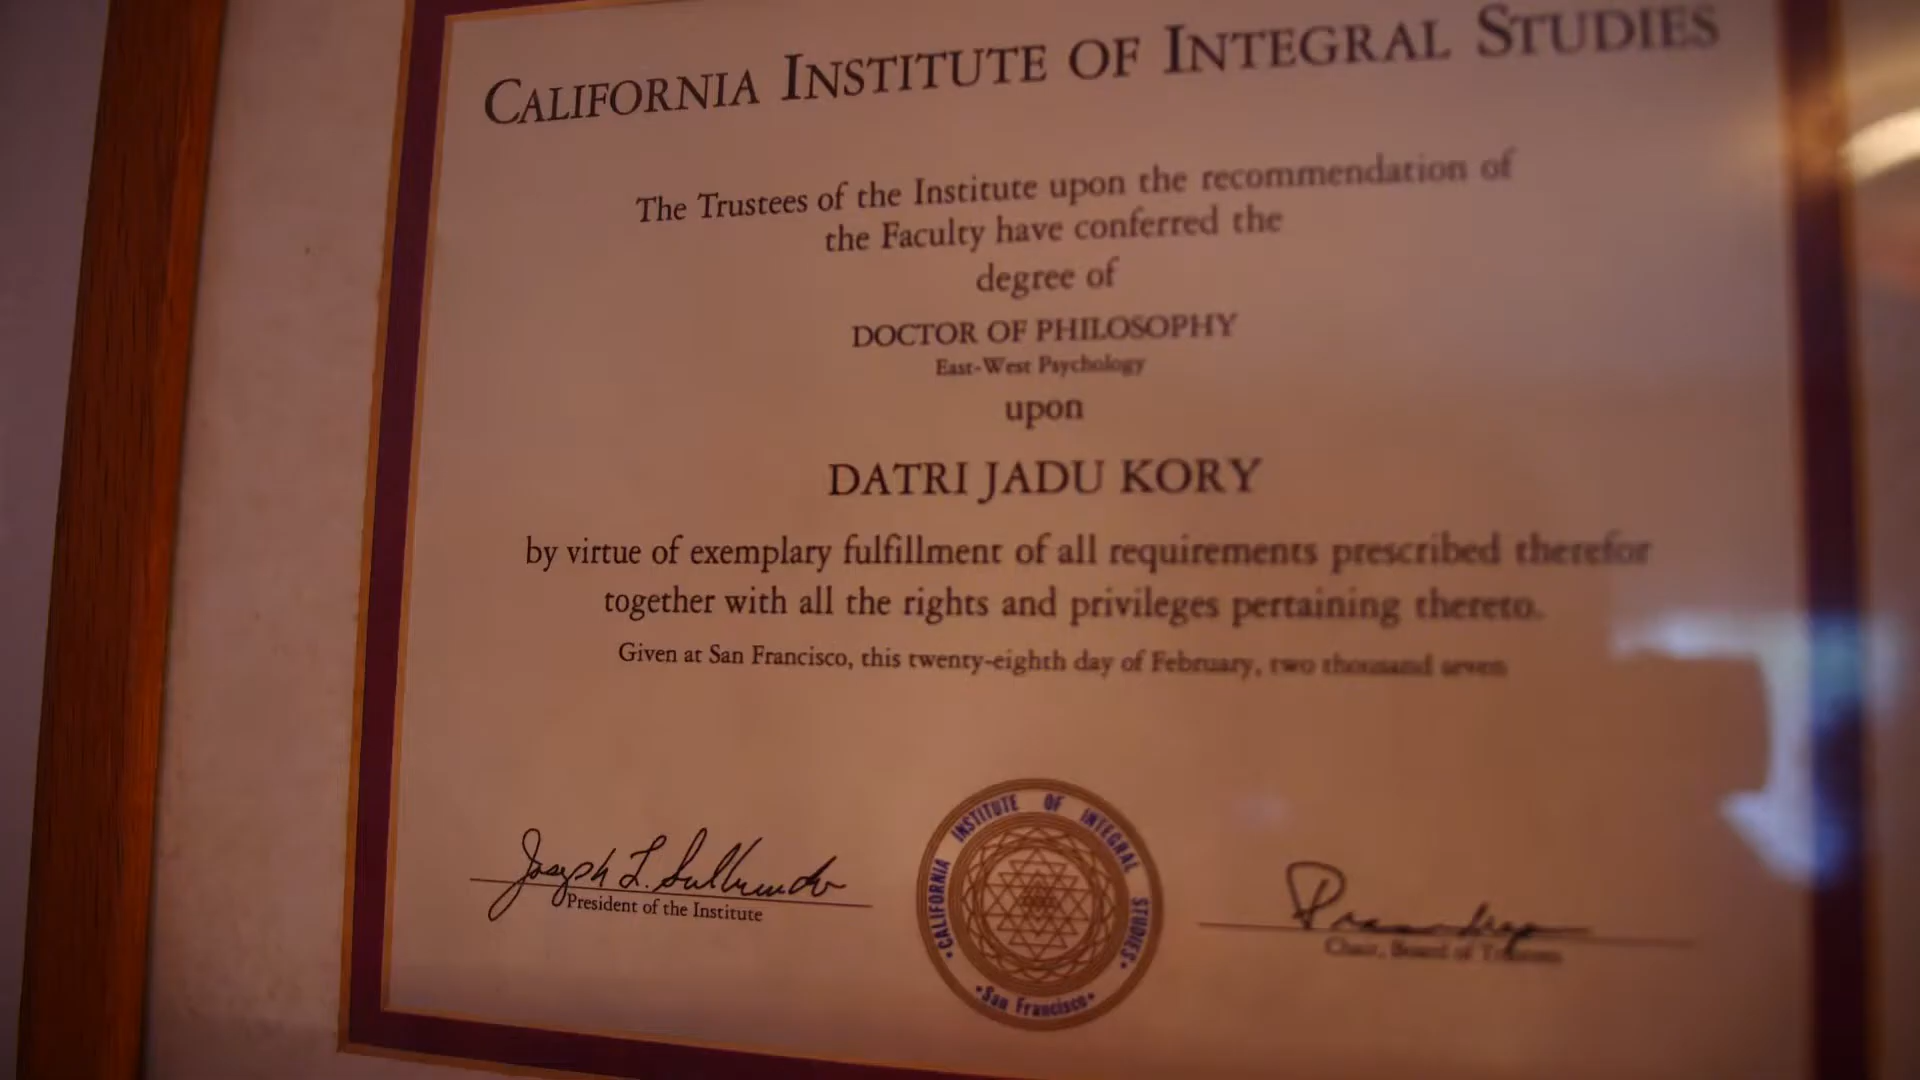 CALIFORNIA INSTITUTE OF INTEGRAL STUDIES
The Trustees of the Institute upon the recommendation of
the Faculty have conferred the
degree of
DOCTOR OF PHILOSOPHY
East-West Psychology
upon
DATRI JADU KORY
by virtue of exemplary fulfillment of all requirements prescribed therefor
together with all the rights and privileges pertaining thereto.
Given at San Francisco, this twenty-eighth day of February, two thousand seven
Joseph L.
President of the Institute
•CALIFORNIA INSTITUTE OF INTEGRAL STUDIES•
•San Francisco•
Chair, Board of Trustees